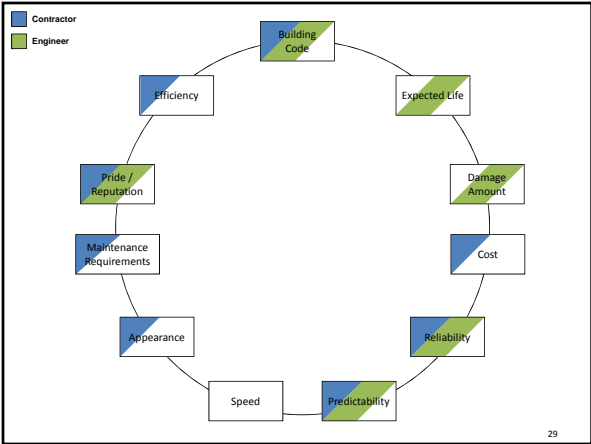 Contractor
Engineer
Building
Code
Efficiency
Expected Life
Pride /
Reputation
Damage
Amount
Maintenance
Requirements
Cost
Appearance
Reliability
Speed
Predictability
29